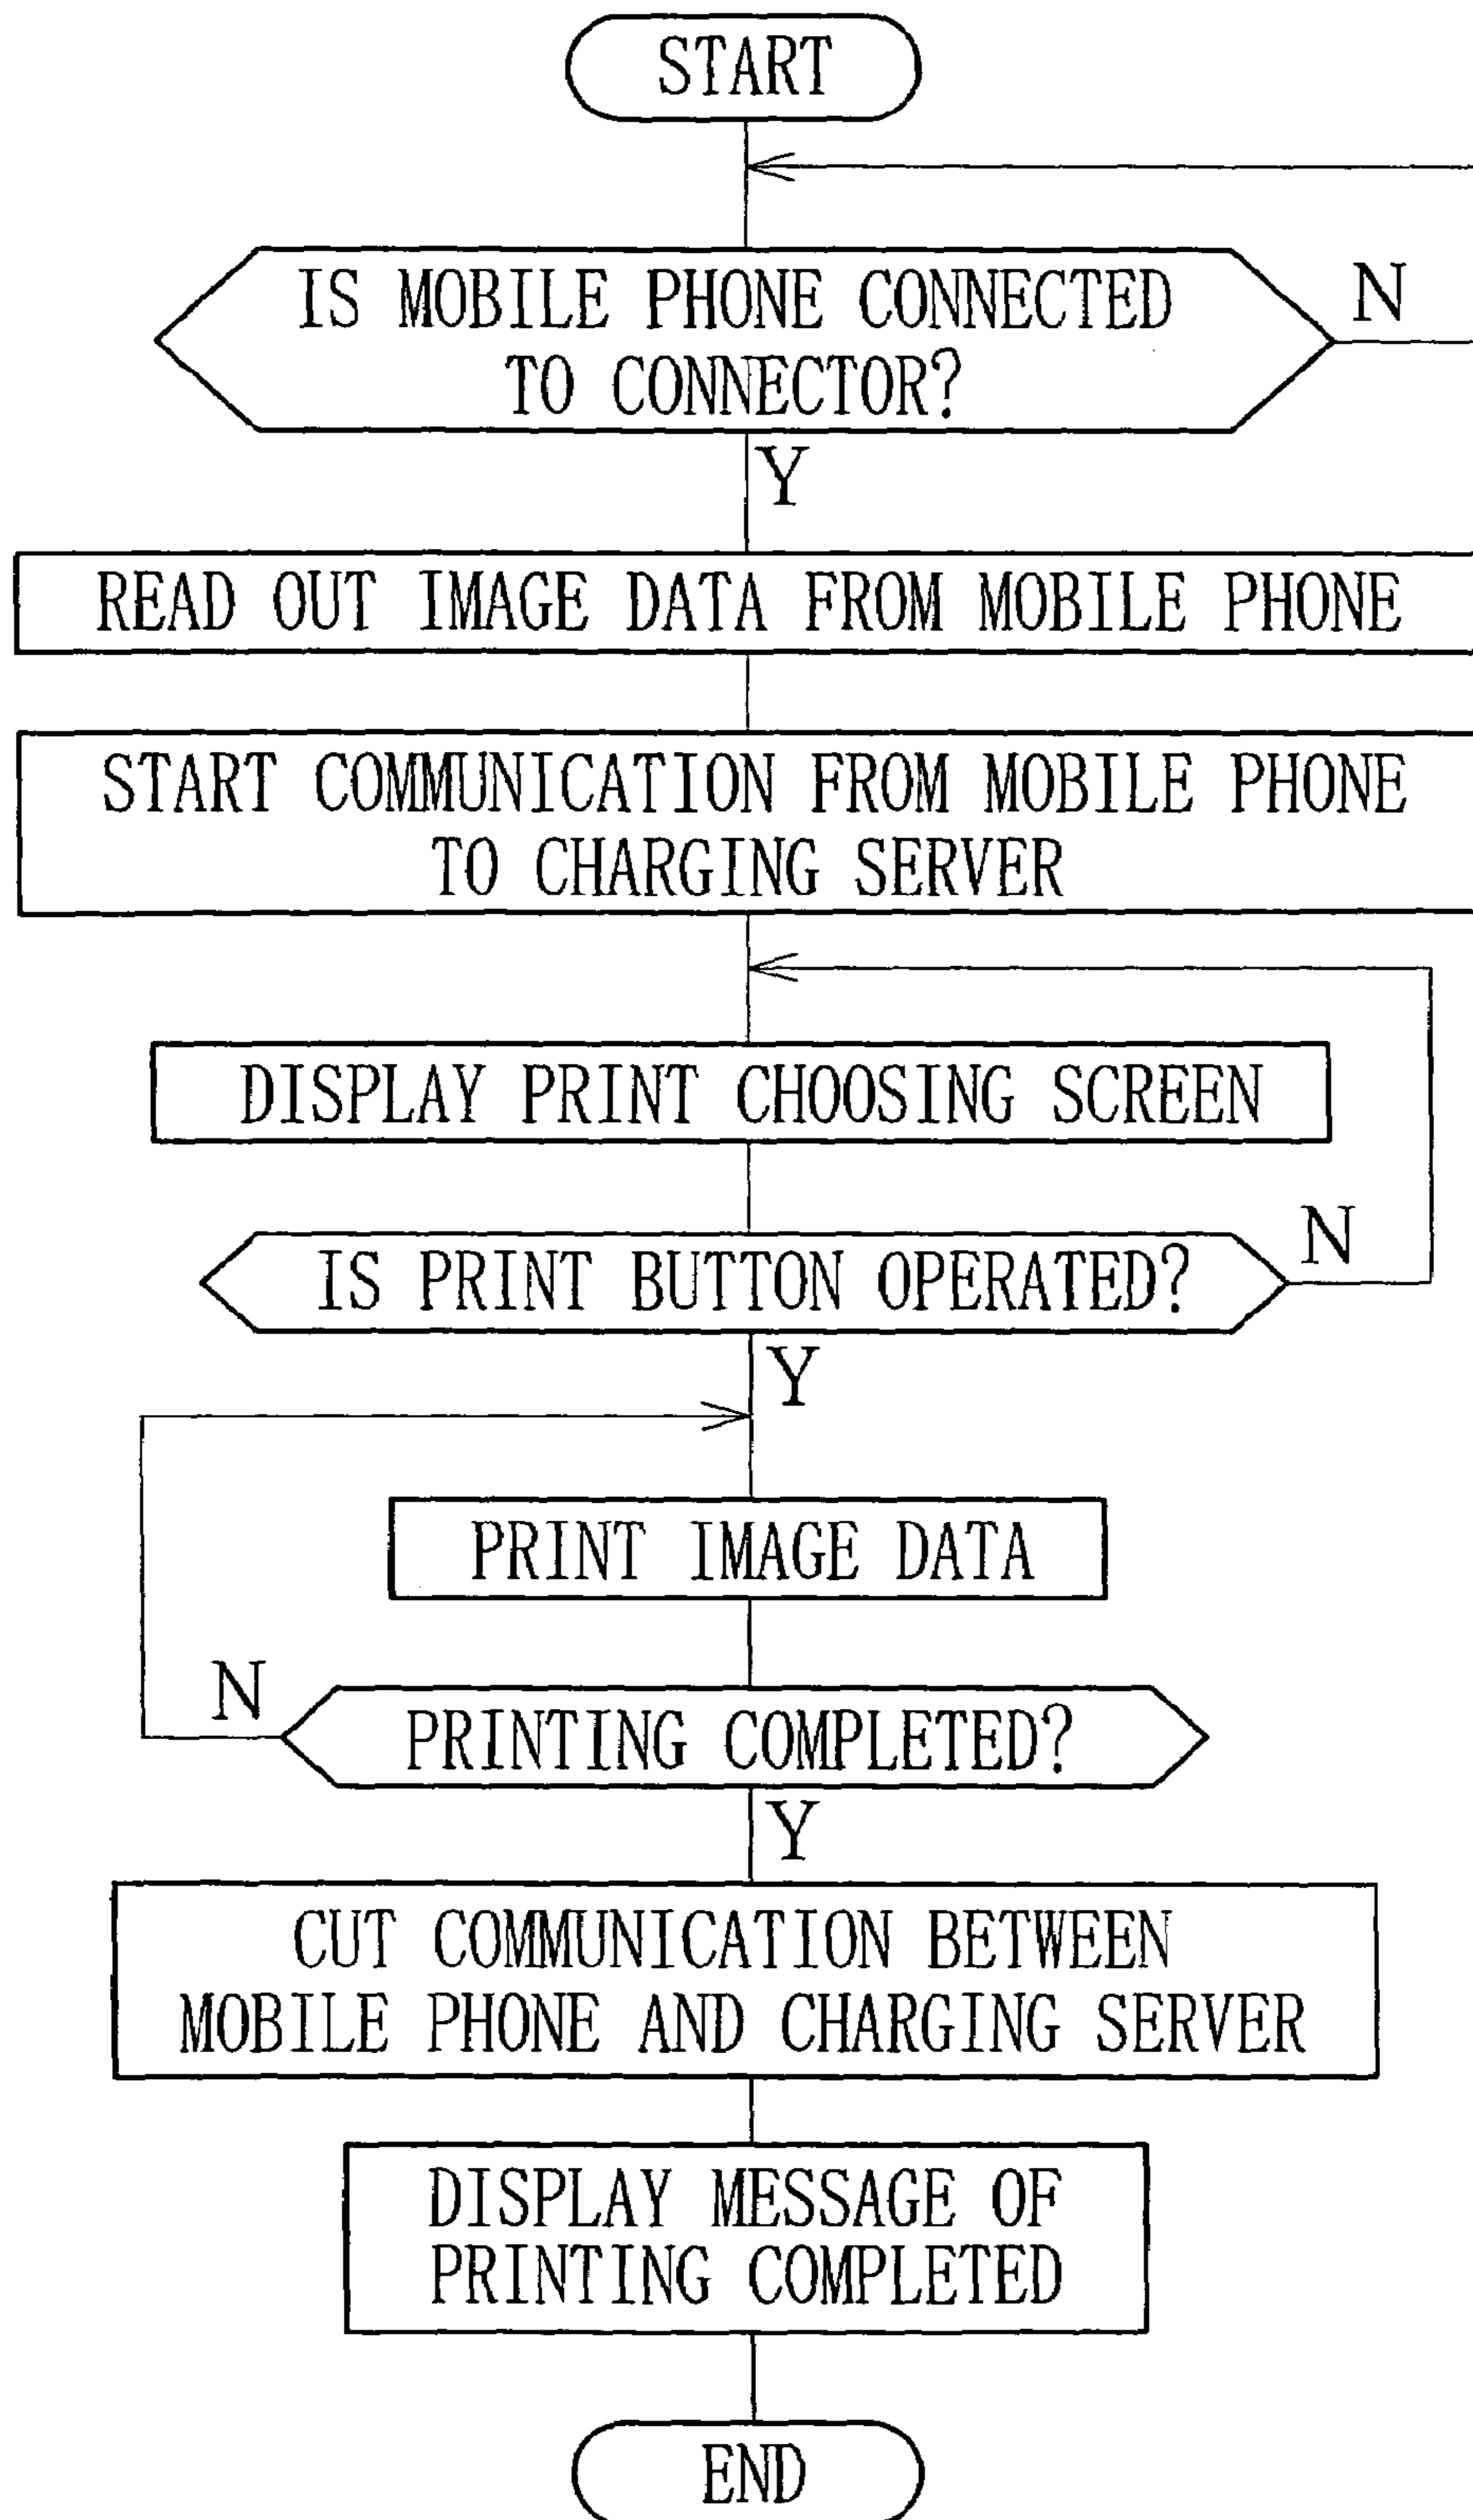 START
IS MOBILE PHONE CONNECTED
TO CONNECTOR?
N
Y
READ OUT IMAGE DATA FROM MOBILE PHONE
START COMMUNICATION FROM MOBILE PHONE
TO CHARGING SERVER
DISPLAY PRINT CHOOSING SCREEN
IS PRINT BUTTON OPERATED?
N
Y
PRINT IMAGE DATA
N
PRINTING COMPLETED?
Y
CUT COMMUNICATION BETWEEN
MOBILE PHONE AND CHARGING SERVER
DISPLAY MESSAGE OF
PRINTING COMPLETED
END